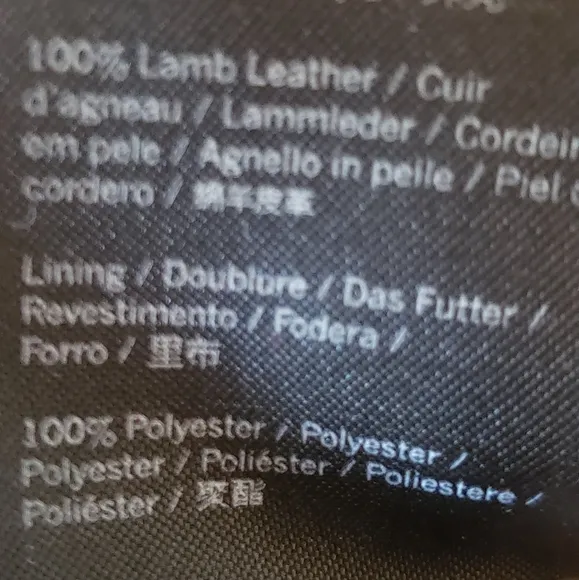 100% Lamb Leather / Cuir
d'agneau / Lammleder / Cordeir
em pele / Agnello in pelle / Piel
cordero / 綿羊皮革
Lining / Doublure / Das Futter /
Revestimento / Fodera /
Forro / 里布
100% Polyester / Polyester /
Polyester / Poliéster / Poliestere /
Poliéster / 聚酯